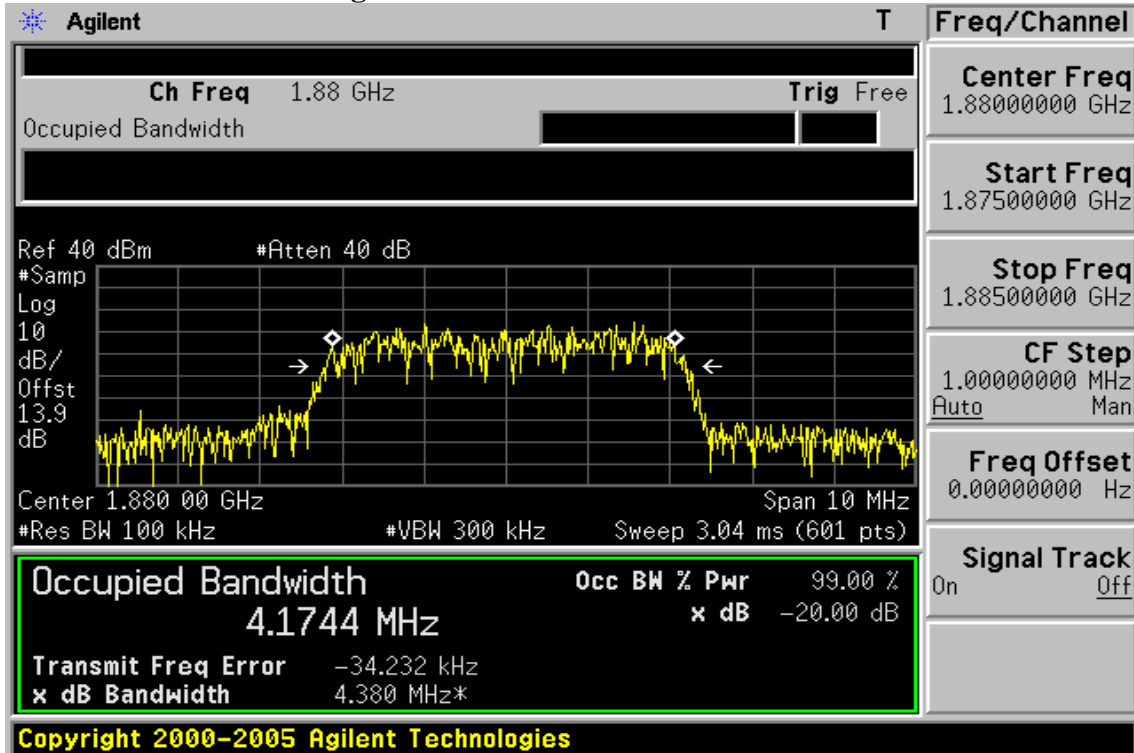 Agilent T Freq/Channel
Ch Freq 1.88 GHz Trig Free
Occupied Bandwidth
Center Freq
1.88000000 GHz
Start Freq
1.87500000 GHz
Stop Freq
1.88500000 GHz
CF Step
1.00000000 MHz
Auto Man
Freq Offset
0.00000000 Hz
Signal Track
On Off
Ref 40 dBm #Atten 40 dB
#Samp
Log
10
dB/
Offst
13.9
dB
Center 1.880 00 GHz Span 10 MHz
#Res BW 100 kHz #VBW 300 kHz Sweep 3.04 ms (601 pts)
Occupied Bandwidth Occ BW % Pwr 99.00 %
4.1744 MHz x dB -20.00 dB
Transmit Freq Error -34.232 kHz
x dB Bandwidth 4.380 MHz*
Copyright 2000-2005 Agilent Technologies